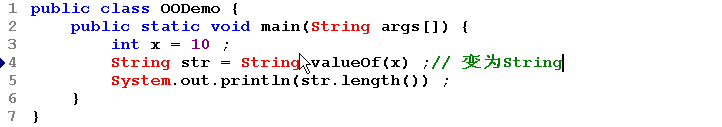 1 public class OODemo {
2     public static void main(String args[]) {
3         int x = 10 ;
4         String str = String.valueOf(x) ;// 变为String
5         System.out.println(str.length()) ;
6     }
7 }